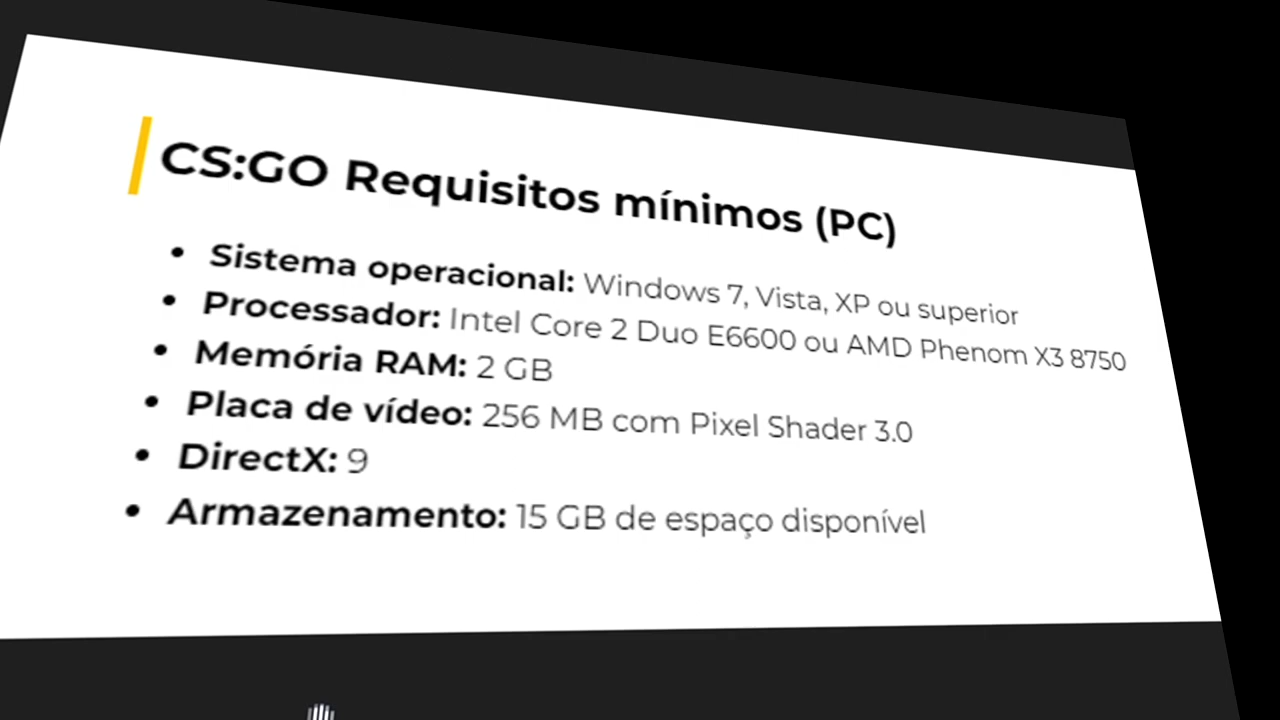 CS:GO Requisitos mínimos (PC)
Sistema operacional: Windows 7, Vista, XP ou superior
Processador: Intel Core 2 Duo E6600 ou AMD Phenom X3 8750
Memória RAM: 2 GB
Placa de vídeo: 256 MB com Pixel Shader 3.0
DirectX: 9
Armazenamento: 15 GB de espaço disponível